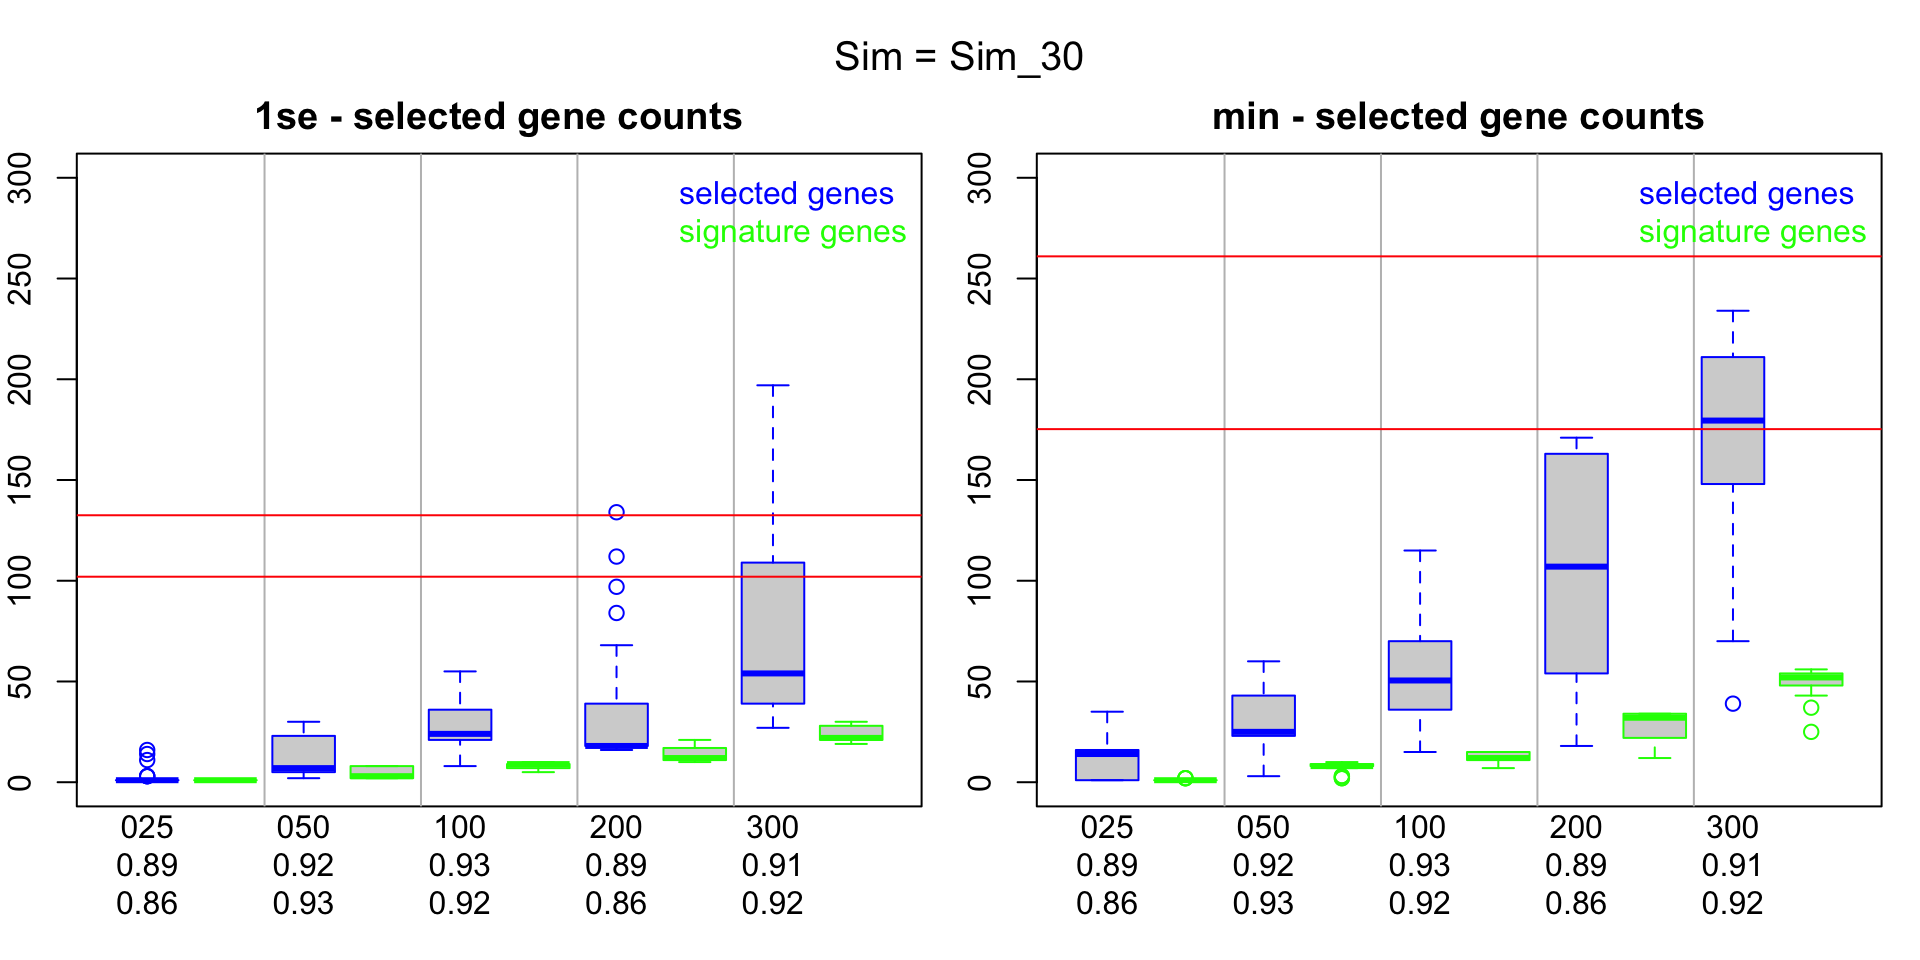 Sim = Sim_30
1se - selected gene counts
selected genes
signature genes
300
250
200
150
100
50
0
025 050 100 200 300
0.89 0.92 0.93 0.89 0.91
0.86 0.93 0.92 0.86 0.92
min - selected gene counts
selected genes
signature genes
300
250
200
150
100
50
0
025 050 100 200 300
0.89 0.92 0.93 0.89 0.91
0.86 0.93 0.92 0.86 0.92